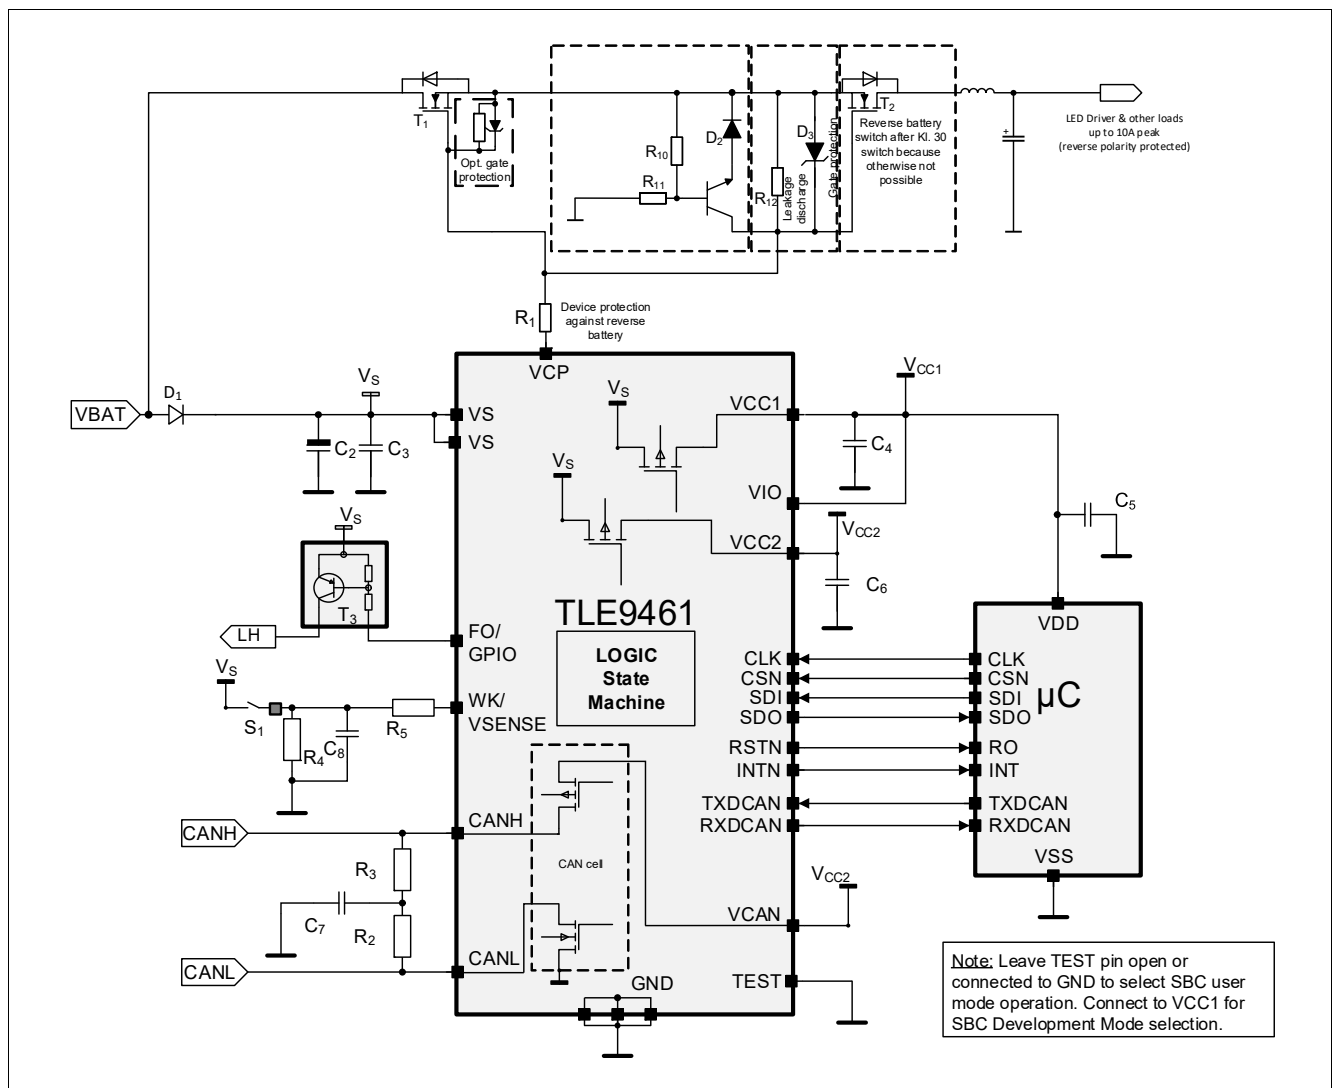 T1
Opt. gate
protection
R10
R11
D2
R12
Leakage
discharge
D3
Gate protection
T2
Reverse battery
switch after Kl. 30
switch because
otherwise not
possible
LED Driver & other loads
up to 10A peak
(reverse polarity protected)
+
R1
Device protection
against reverse
battery
VCP
VBAT
D1
VS
VS
VS
C2
C3
VS
VS
VCC1
VCC1
C4
VIO
VCC2
VCC2
C6
C5
VS
T3
LH
FO/
GPIO
TLE9461
LOGIC
State
Machine
VS
S1
R4
C8
R5
WK/
VSENSE
CLK
CSN
SDI
SDO
RSTN
INTN
TXDCAN
RXDCAN
VDD
µC
CLK
CSN
SDI
SDO
RO
INT
TXDCAN
RXDCAN
VSS
CANH
CANH
R3
C7
R2
CANL
CANL
CAN cell
VCAN
VCC2
TEST
GND
Note: Leave TEST pin open or
connected to GND to select SBC user
mode operation. Connect to VCC1 for
SBC Development Mode selection.